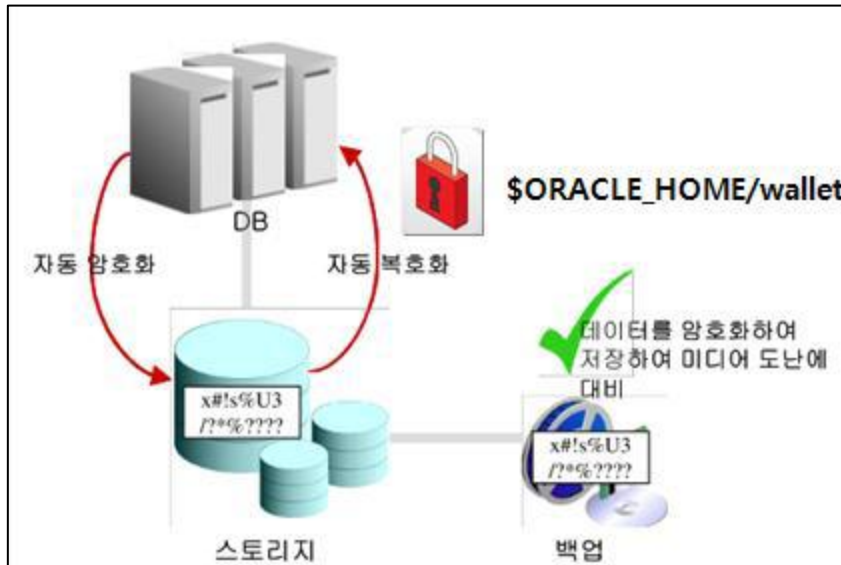 $ORACLE_HOME/wallet
DB
자동 암호화
자동 복호화
데이터를 암호화하여
저장하여 미디어 도난에
대비
x#!s%U3
/?*%????
x#!s%U3
/?*%????
스토리지
백업